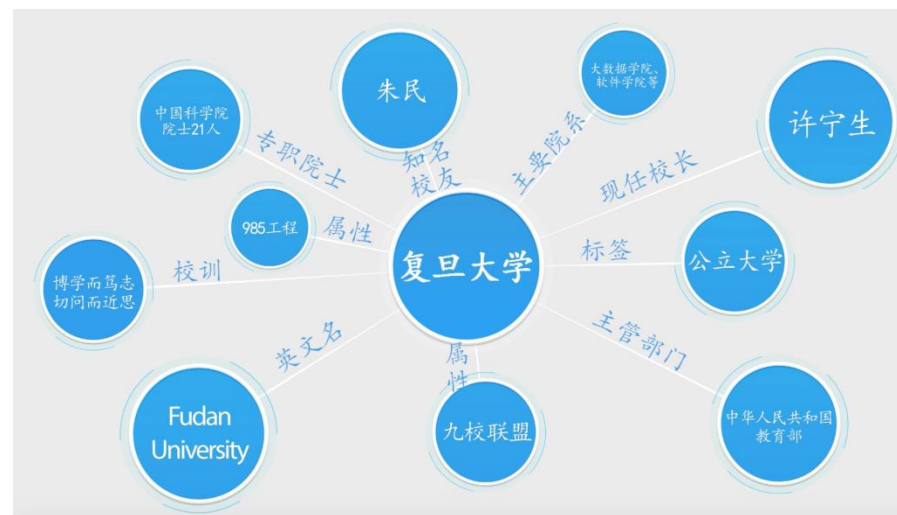 中国科学院
院士21人
专职院士
朱民
知名
校友
大数据学院、
软件学院等
主要院系
许宁生
现任校长
985工程
属性
复旦大学
标签
公立大学
博学而笃志
切问而近思
校训
英文名
Fudan
University
属
性
九校联盟
主管部门
中华人民共和国
教育部